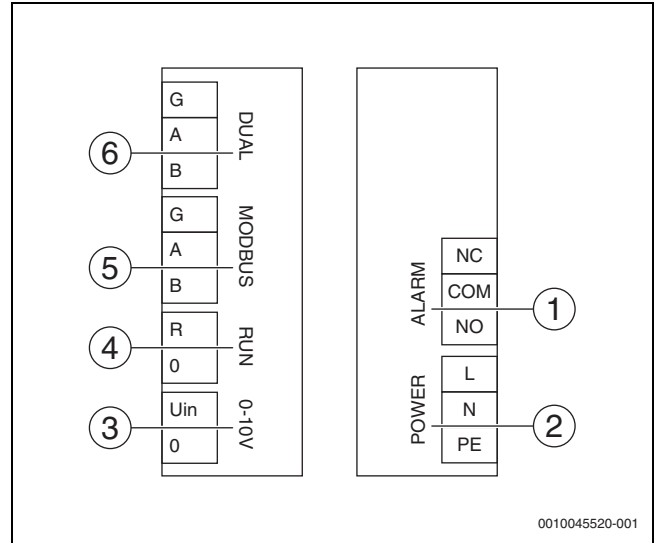 G
A
B
DUAL
6
G
A
B
MODBUS
5
R
0
RUN
4
Uin
0
0-10V
3
NC
COM
NO
ALARM
1
L
N
PE
POWER
2
0010045520-001